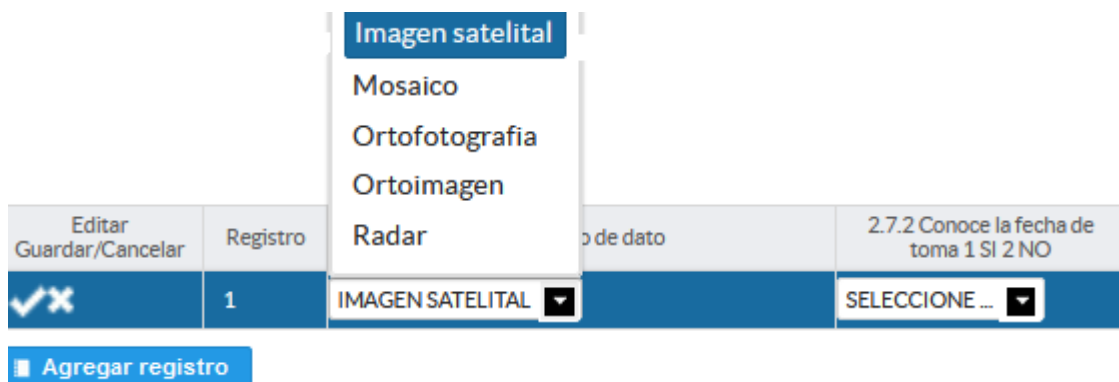 Imagen satelital
Mosaico
Ortofotografia
Ortoimagen
Radar
Editar
Guardar/Cancelar
Registro
de dato
2.7.2 Conoce la fecha de
toma 1 SI 2 NO
1
IMAGEN SATELITAL
SELECCIONE ...
Agregar registro